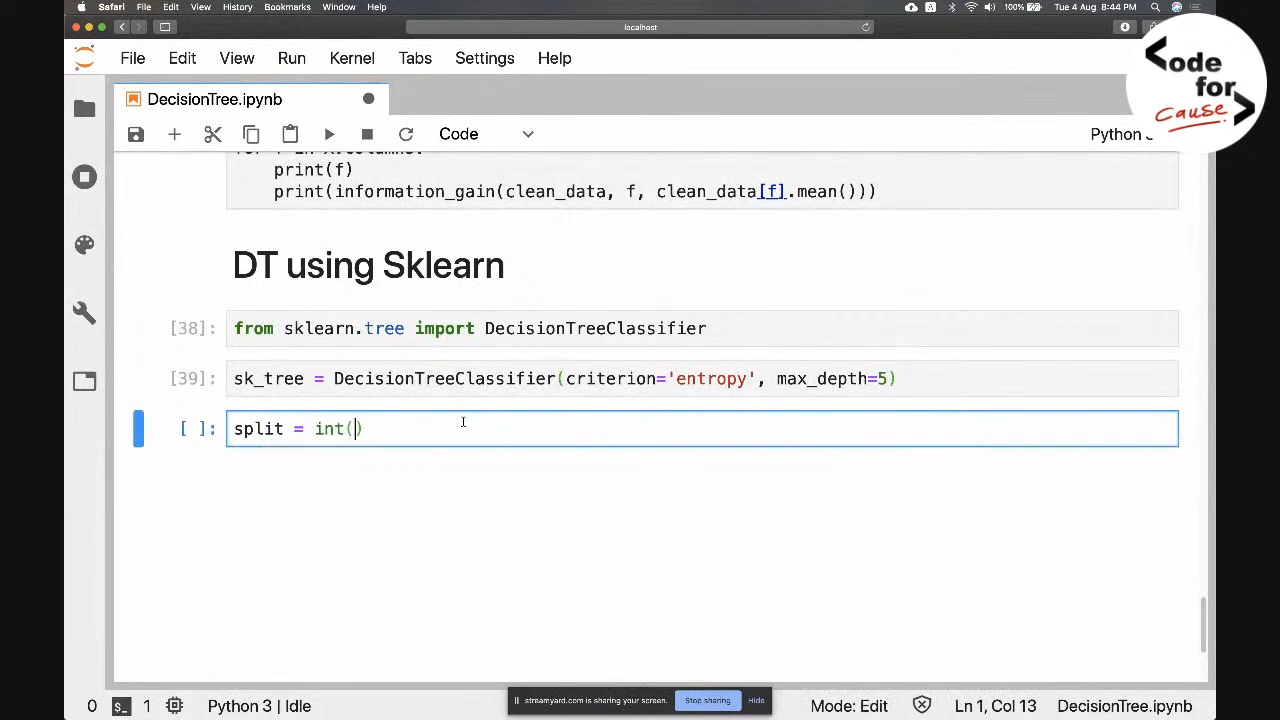 Safari File Edit View History Bookmarks Window Help 100% Tue 4 Aug 8:44 PM
localhost
<ode
for
cause >
File Edit View Run Kernel Tabs Settings Help
DecisionTree.ipynb
Code Python
print(f)
print(information_gain(clean_data, f, clean_data[f].mean()))
DT using Sklearn
[38]: from sklearn.tree import DecisionTreeClassifier
[39]: sk_tree = DecisionTreeClassifier(criterion='entropy', max_depth=5)
[ ]: split = int()
streamyard.com is sharing your screen. Stop sharing Hide
0 $_ 1 Python 3 | Idle Mode: Edit Ln 1, Col 13 DecisionTree.ipynb